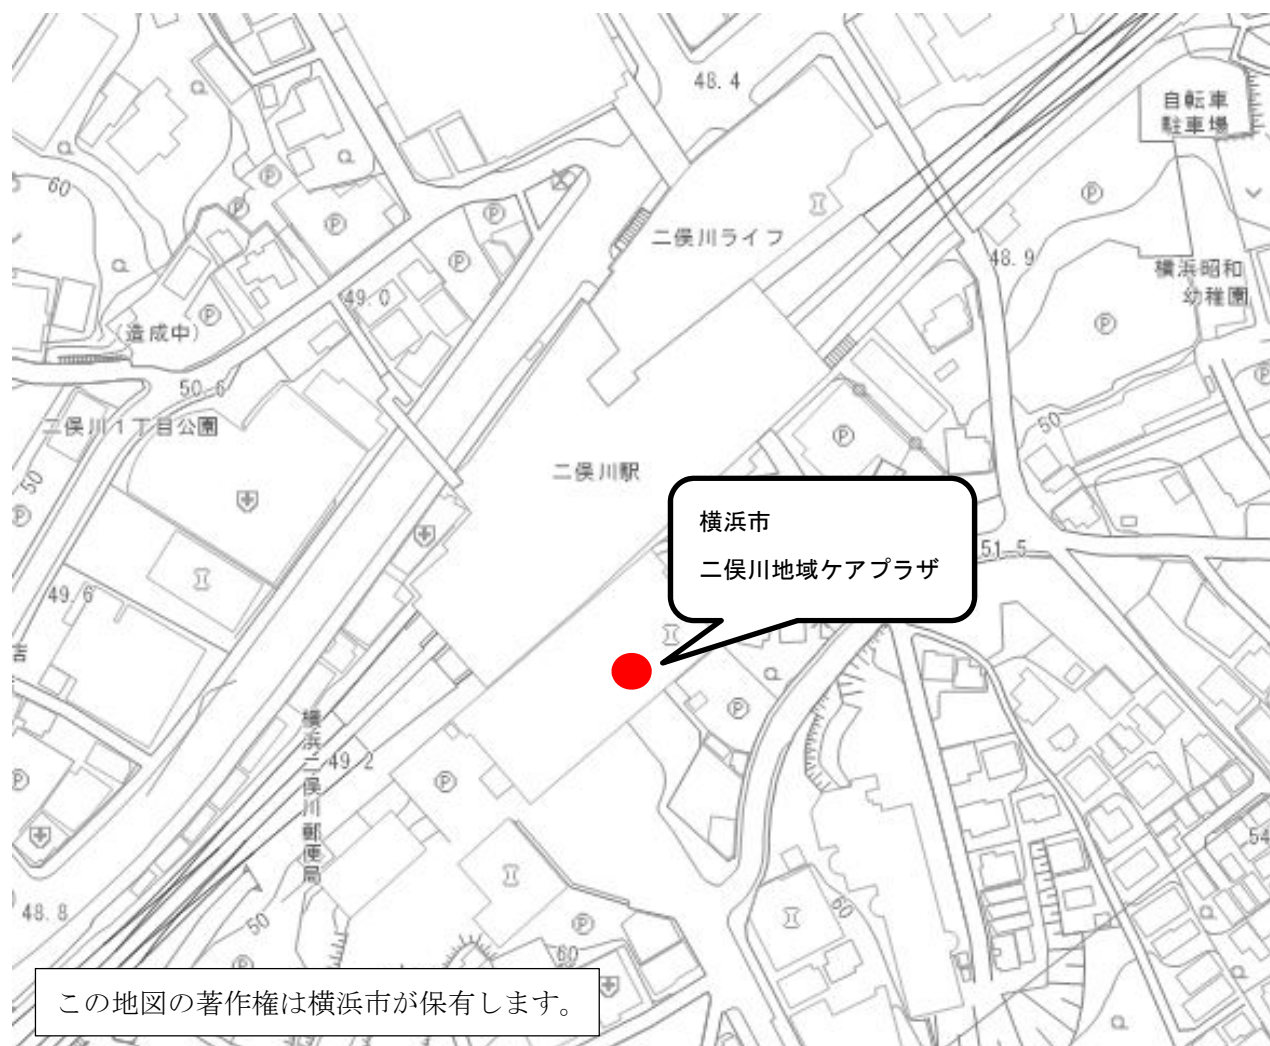 48.4
自転車
駐車場
60
二俣川ライフ
48.9
横浜昭和
幼稚園
49.0
(造成中)
50.6
二俣川1丁目公園
50
50
二俣川駅
横浜市
二俣川地域ケアプラザ
51.5
49.6
横浜二俣川郵便局
49.2
54
48.8
50
60
60
この地図の著作権は横浜市が保有します。